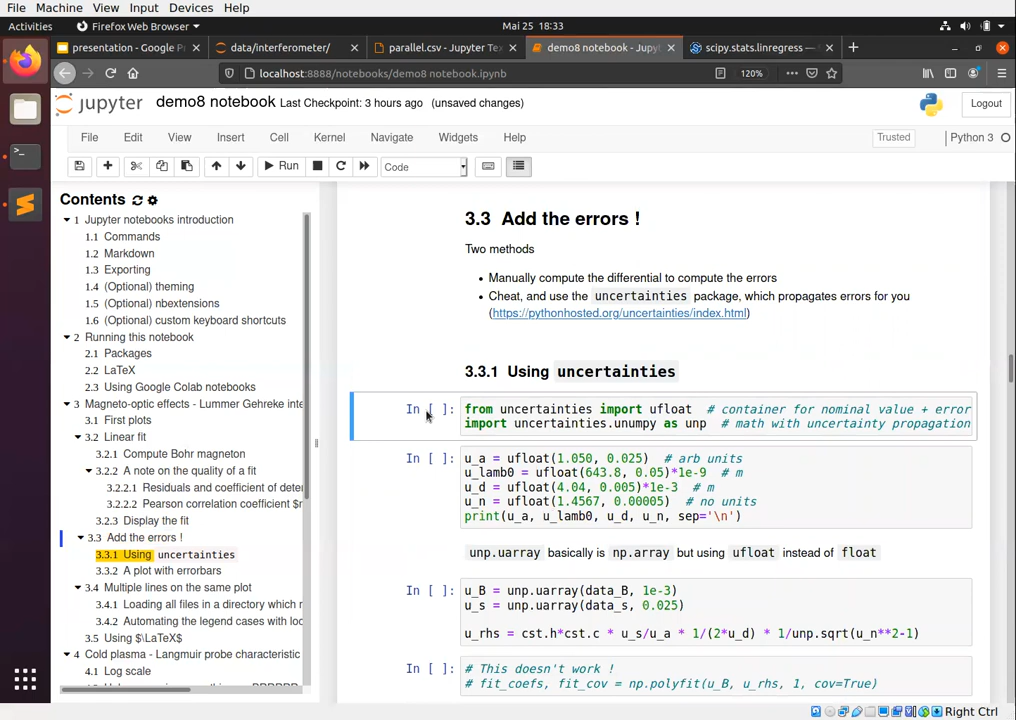 File Machine View Input Devices Help
Activities Firefox Web Browser Mai 25 18:33
presentation - Google P data/interferometer/ parallel.csv - Jupyter Te demo8 notebook - Jupy scipy.stats.linregress —
localhost:8888/notebooks/demo8 notebook.ipynb 120%
jupyter demo8 notebook Last Checkpoint: 3 hours ago (unsaved changes) Logout
File Edit View Insert Cell Kernel Navigate Widgets Help Trusted Python 3
Run Code
Contents
1 Jupyter notebooks introduction
1.1 Commands
1.2 Markdown
1.3 Exporting
1.4 (Optional) theming
1.5 (Optional) nbextensions
1.6 (Optional) custom keyboard shortcuts
2 Running this notebook
2.1 Packages
2.2 LaTeX
2.3 Using Google Colab notebooks
3 Magneto-optic effects - Lummer Gehreke inte
3.1 First plots
3.2 Linear fit
3.2.1 Compute Bohr magneton
3.2.2 A note on the quality of a fit
3.2.2.1 Residuals and coefficient of deter
3.2.2.2 Pearson correlation coefficient $r
3.2.3 Display the fit
3.3 Add the errors !
3.3.1 Using uncertainties
3.3.2 A plot with errorbars
3.4 Multiple lines on the same plot
3.4.1 Loading all files in a directory which r
3.4.2 Automating the legend cases with loc
3.5 Using $\LaTeX$
4 Cold plasma - Langmuir probe characteristic
4.1 Log scale
3.3 Add the errors !
Two methods
• Manually compute the differential to compute the errors
• Cheat, and use the uncertainties package, which propagates errors for you
(https://pythonhosted.org/uncertainties/index.html)
3.3.1 Using uncertainties
In [ ]: from uncertainties import ufloat # container for nominal value + error
import uncertainties.unumpy as unp # math with uncertainty propagation
In [ ]: u_a = ufloat(1.050, 0.025) # arb units
u_lamb0 = ufloat(643.8, 0.05)*1e-9 # m
u_d = ufloat(4.04, 0.005)*1e-3 # m
u_n = ufloat(1.4567, 0.00005) # no units
print(u_a, u_lamb0, u_d, u_n, sep='\n')
unp.uarray basically is np.array but using ufloat instead of float
In [ ]: u_B = unp.uarray(data_B, 1e-3)
u_s = unp.uarray(data_s, 0.025)
u_rhs = cst.h*cst.c * u_s/u_a * 1/(2*u_d) * 1/unp.sqrt(u_n**2-1)
In [ ]: # This doesn't work !
# fit_coefs, fit_cov = np.polyfit(u_B, u_rhs, 1, cov=True)
Right Ctrl